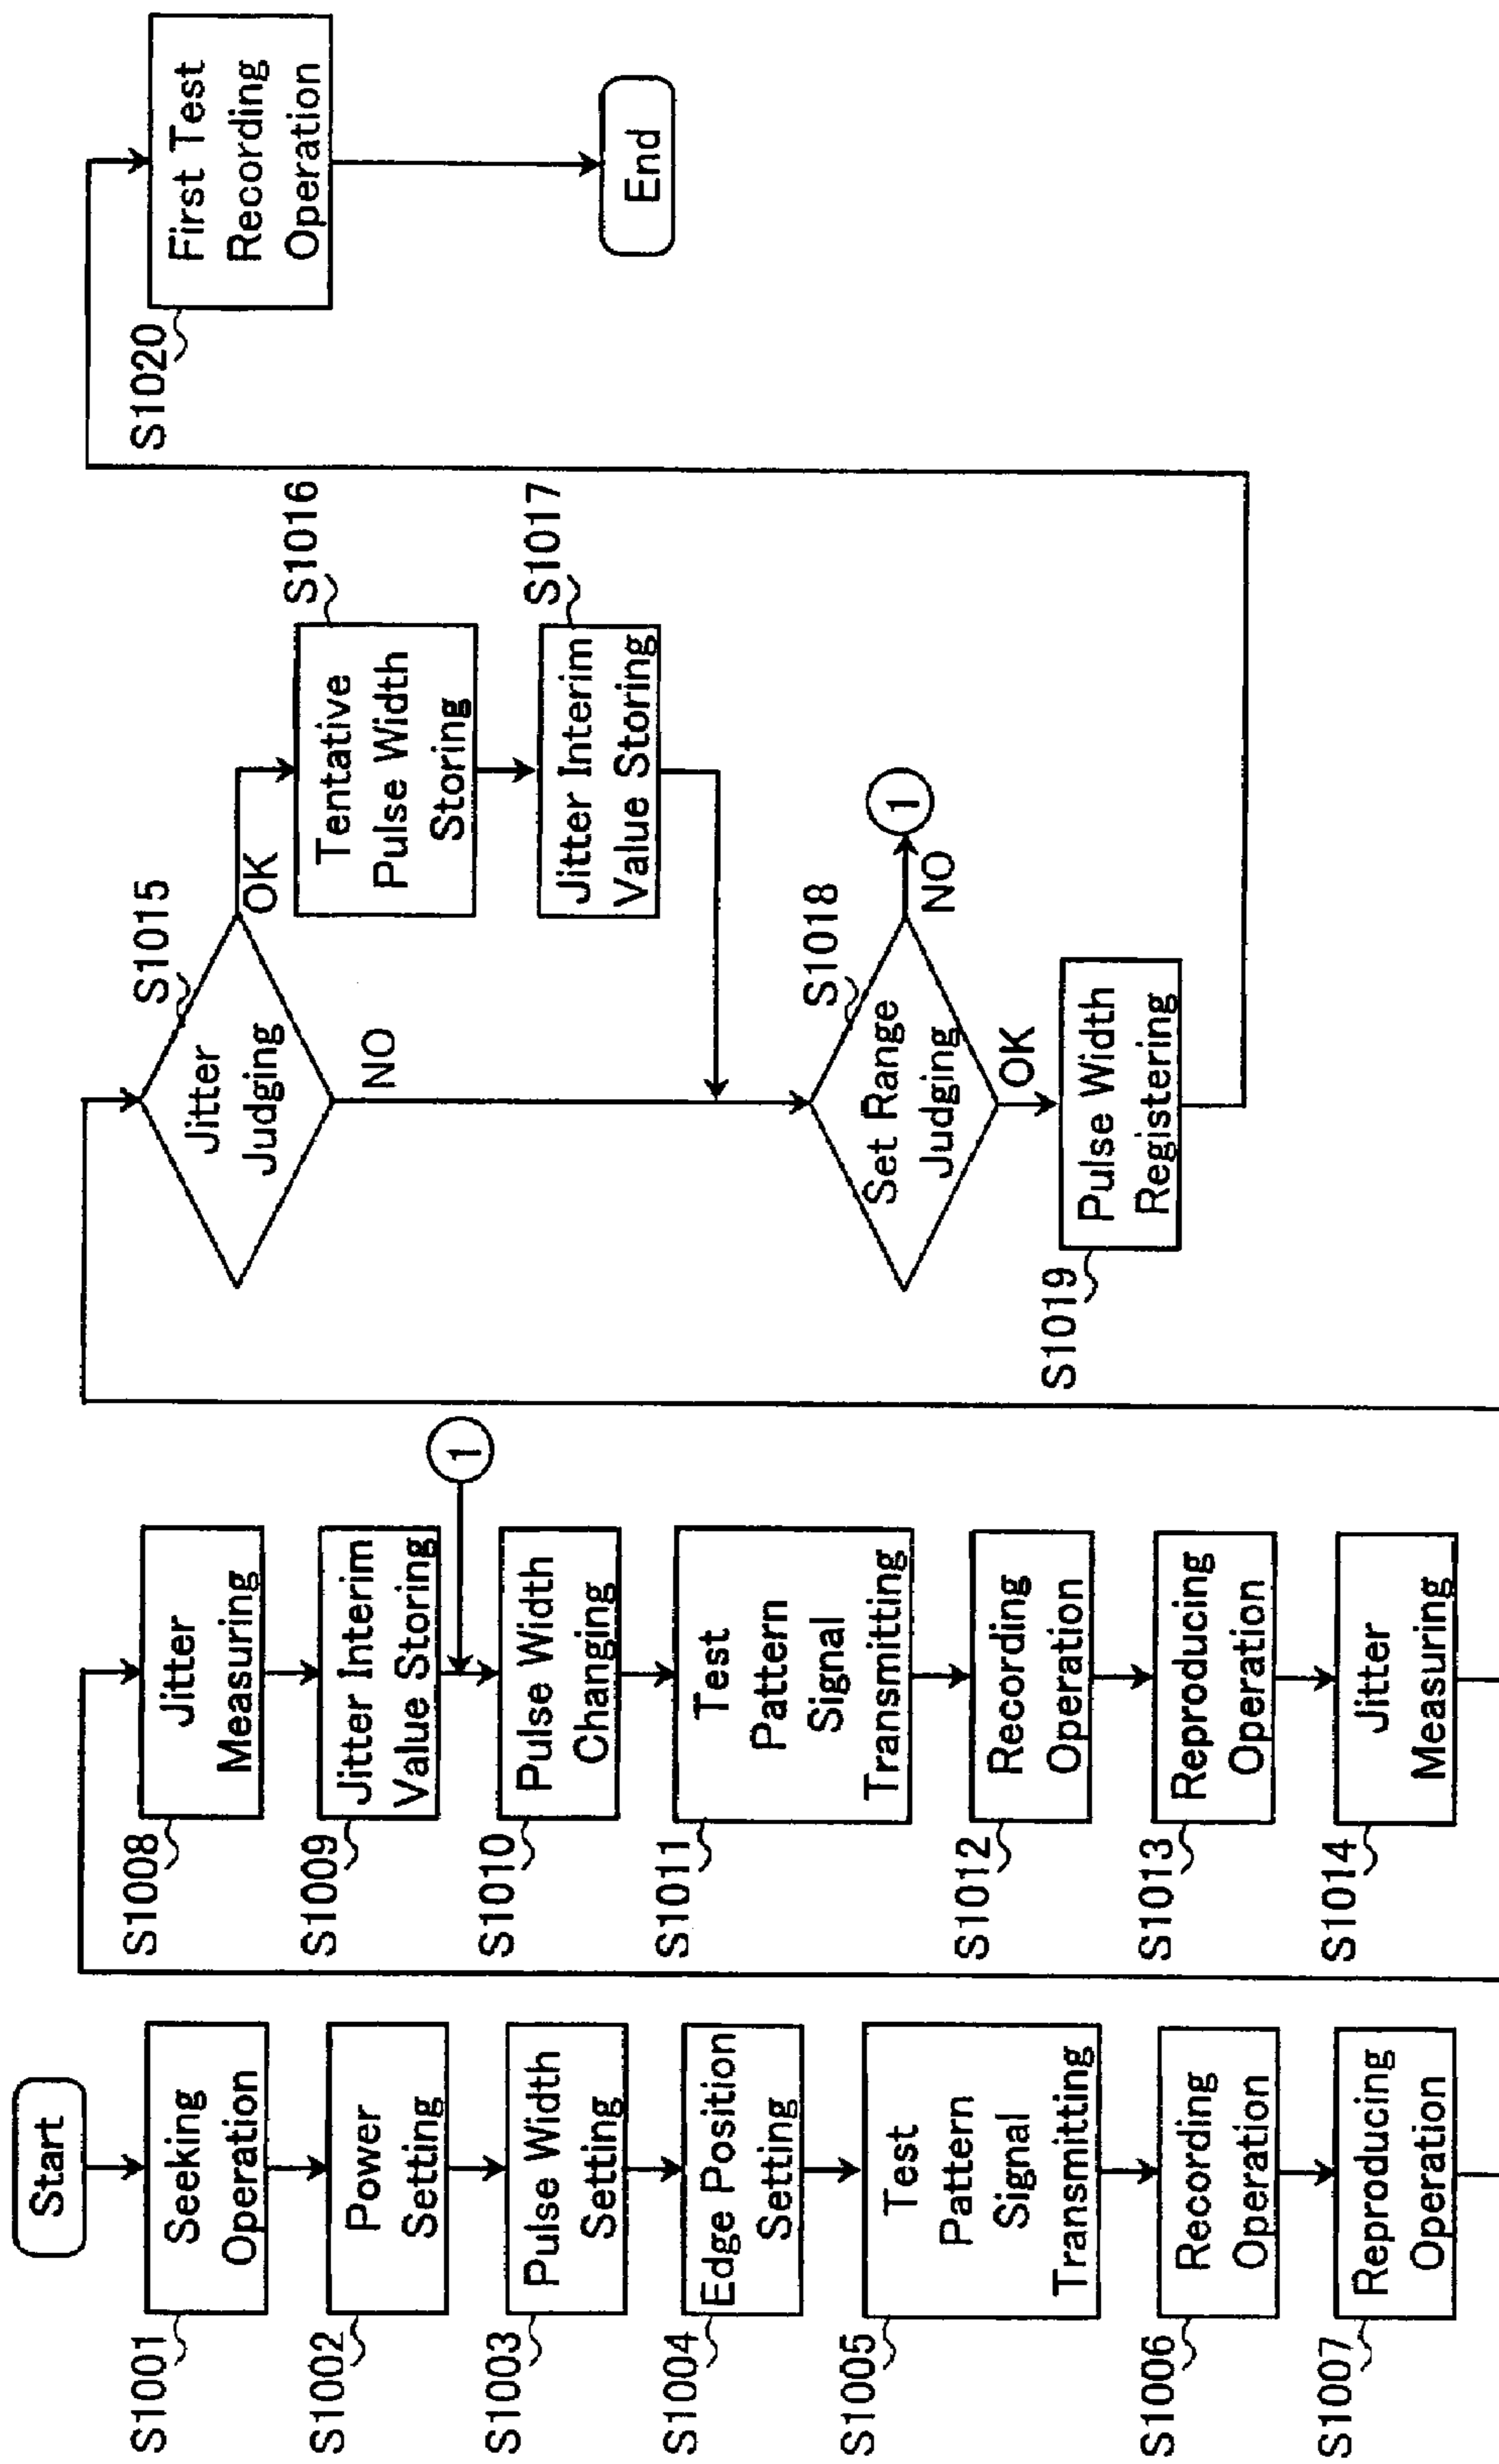 Start
S1001
Seeking
Operation
S1002
Power
Setting
S1003
Pulse Width
Setting
S1004
Edge Position
Setting
S1005
Test
Pattern
Signal
Transmitting
S1006
Recording
Operation
S1007
Reproducing
Operation
S1008
Jitter
Measuring
S1009
Jitter Interim
Value Storing
1
S1010
Pulse Width
Changing
S1011
Test
Pattern
Signal
Transmitting
S1012
Recording
Operation
S1013
Reproducing
Operation
S1014
Jitter
Measuring
S1015
Jitter
Judging
OK
NO
S1016
Tentative
Pulse Width
Storing
S1017
Jitter Interim
Value Storing
S1018
Set Range
Judging
NO
1
OK
S1019
Pulse Width
Registering
S1020
First Test
Recording
Operation
End